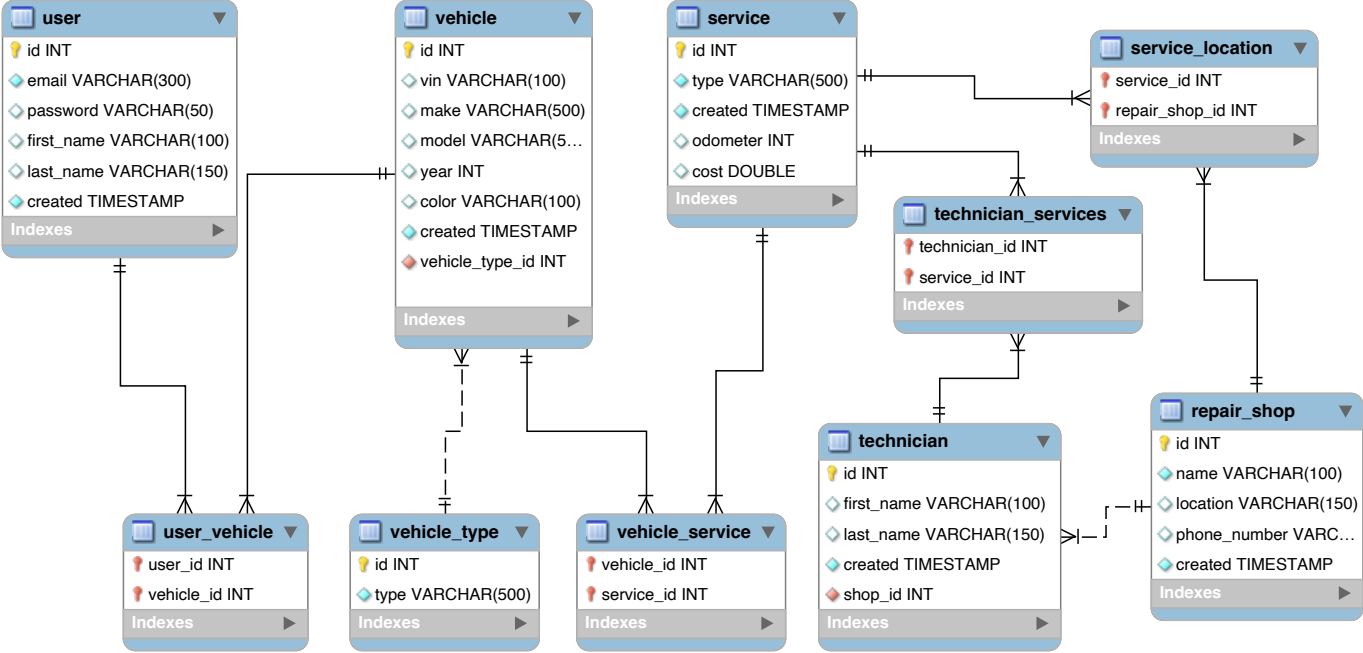 user
id INT
email VARCHAR(300)
password VARCHAR(50)
first_name VARCHAR(100)
last_name VARCHAR(150)
created TIMESTAMP
Indexes
vehicle
id INT
vin VARCHAR(100)
make VARCHAR(500)
model VARCHAR(5...
year INT
color VARCHAR(100)
created TIMESTAMP
vehicle_type_id INT
Indexes
service
id INT
type VARCHAR(500)
created TIMESTAMP
odometer INT
cost DOUBLE
Indexes
service_location
service_id INT
repair_shop_id INT
Indexes
technician_services
technician_id INT
service_id INT
Indexes
user_vehicle
user_id INT
vehicle_id INT
Indexes
vehicle_type
id INT
type VARCHAR(500)
Indexes
vehicle_service
vehicle_id INT
service_id INT
Indexes
technician
id INT
first_name VARCHAR(100)
last_name VARCHAR(150)
created TIMESTAMP
shop_id INT
Indexes
repair_shop
id INT
name VARCHAR(100)
location VARCHAR(150)
phone_number VARC...
created TIMESTAMP
Indexes